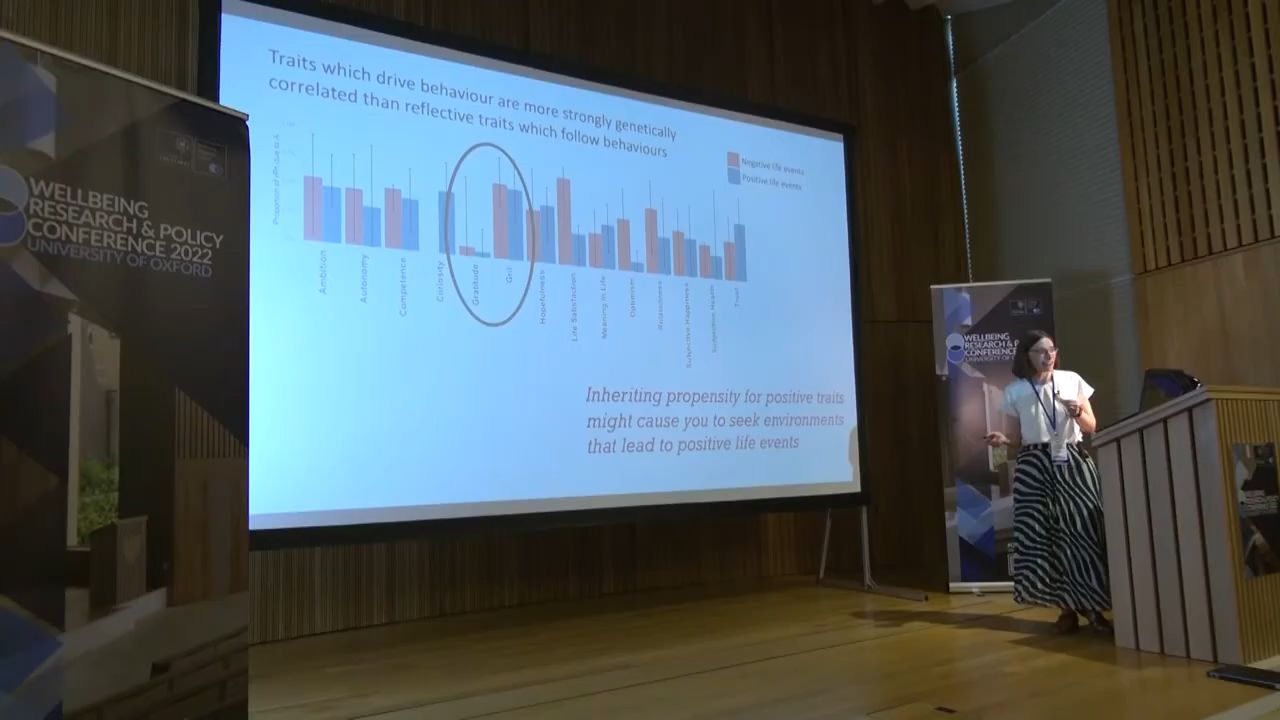 Traits which drive behaviour are more strongly genetically
correlated than reflective traits which follow behaviours
Negative life events
Positive life events
Ambition
Autonomy
Competence
Curiosity
Gratitude
Grit
Hopefulness
Life Satisfaction
Meaning in Life
Optimism
Relatedness
Subjective Happiness
Subjective Health
Trust
Inheriting propensity for positive traits
might cause you to seek environments
that lead to positive life events
WELLBEING
RESEARCH & POLICY
CONFERENCE 2022
UNIVERSITY OF OXFORD
WELLBEING
RESEARCH & P
CONFERENCE
UNIVERSITY OF